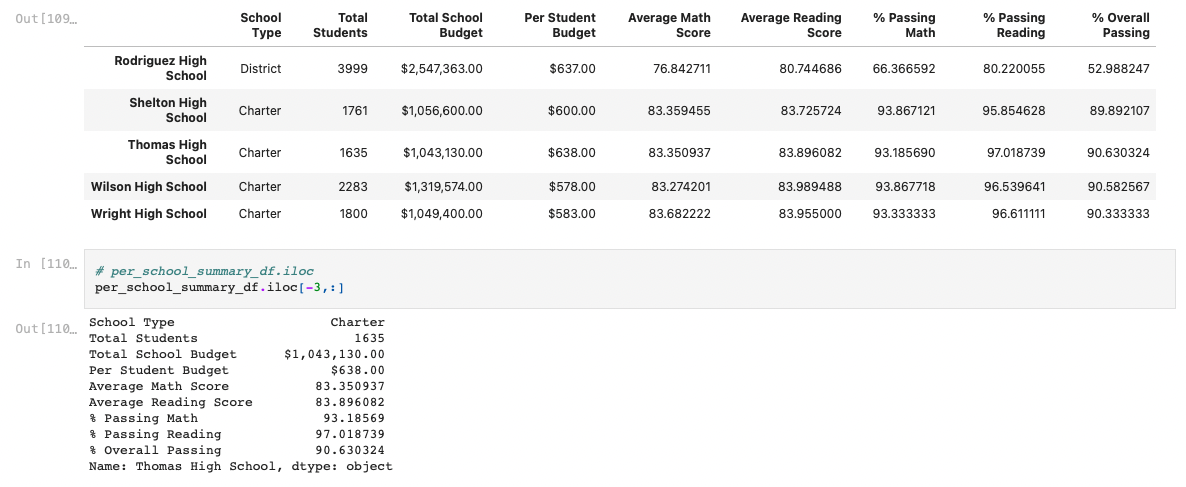 Out[109…
School Type Total Students Total School Budget Per Student Budget Average Math Score Average Reading Score % Passing Math % Passing Reading % Overall Passing
Rodriguez High School District 3999 $2,547,363.00 $637.00 76.842711 80.744686 66.366592 80.220055 52.988247
Shelton High School Charter 1761 $1,056,600.00 $600.00 83.359455 83.725724 93.867121 95.854628 89.892107
Thomas High School Charter 1635 $1,043,130.00 $638.00 83.350937 83.896082 93.185690 97.018739 90.630324
Wilson High School Charter 2283 $1,319,574.00 $578.00 83.274201 83.989488 93.867718 96.539641 90.582567
Wright High School Charter 1800 $1,049,400.00 $583.00 83.682222 83.955000 93.333333 96.611111 90.333333
In [110…
# per_school_summary_df.iloc
per_school_summary_df.iloc[-3,:]
Out[110…
School Type Charter
Total Students 1635
Total School Budget $1,043,130.00
Per Student Budget $638.00
Average Math Score 83.350937
Average Reading Score 83.896082
% Passing Math 93.18569
% Passing Reading 97.018739
% Overall Passing 90.630324
Name: Thomas High School, dtype: object